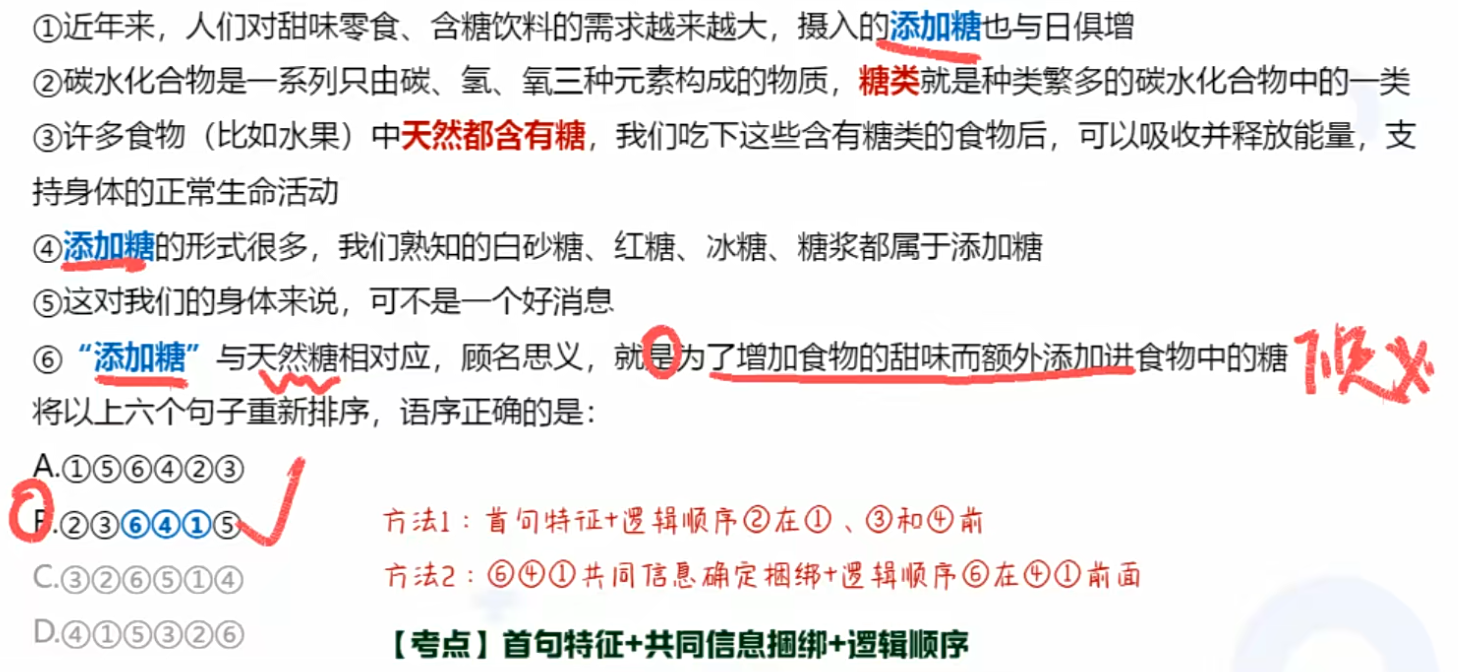 ①近年来，人们对甜味零食、含糖饮料的需求越来越大，摄入的添加糖也与日俱增
②碳水化合物是一系列只由碳、氢、氧三种元素构成的物质，糖类就是种类繁多的碳水化合物中的一类
③许多食物（比如水果）中天然都含有糖，我们吃下这些含有糖类的食物后，可以吸收并释放能量，支
持身体的正常生命活动
④添加糖的形式很多，我们熟知的白砂糖、红糖、冰糖、糖浆都属于添加糖
⑤这对我们的身体来说，可不是一个好消息
⑥“添加糖”与天然糖相对应，顾名思义，就是为了增加食物的甜味而额外添加进食物中的糖
将以上六个句子重新排序，语序正确的是：
A.①⑤⑥④②③
B.②③⑥④①⑤
方法1：首句特征+逻辑顺序②在①、③和④前
C.③②⑥⑤①④
方法2：⑥④①共同信息确定捆绑+逻辑顺序⑥在④①前面
D.④①⑤③②⑥
【考点】首句特征+共同信息捆绑+逻辑顺序